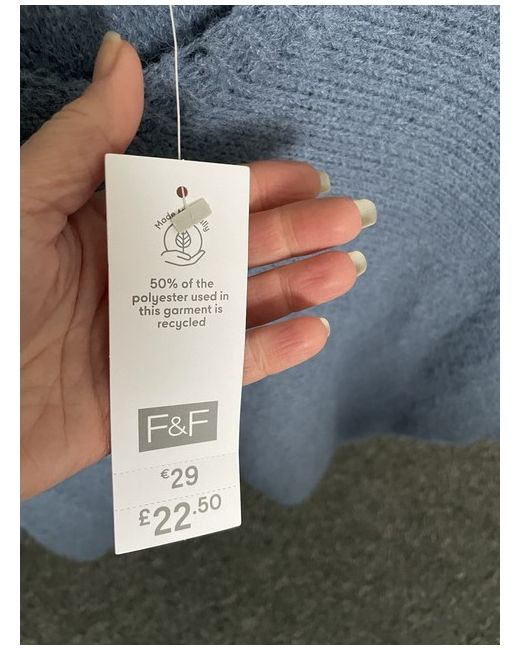 50% of the
polyester used in
this garment is
recycled
F&F
€29
£22.50